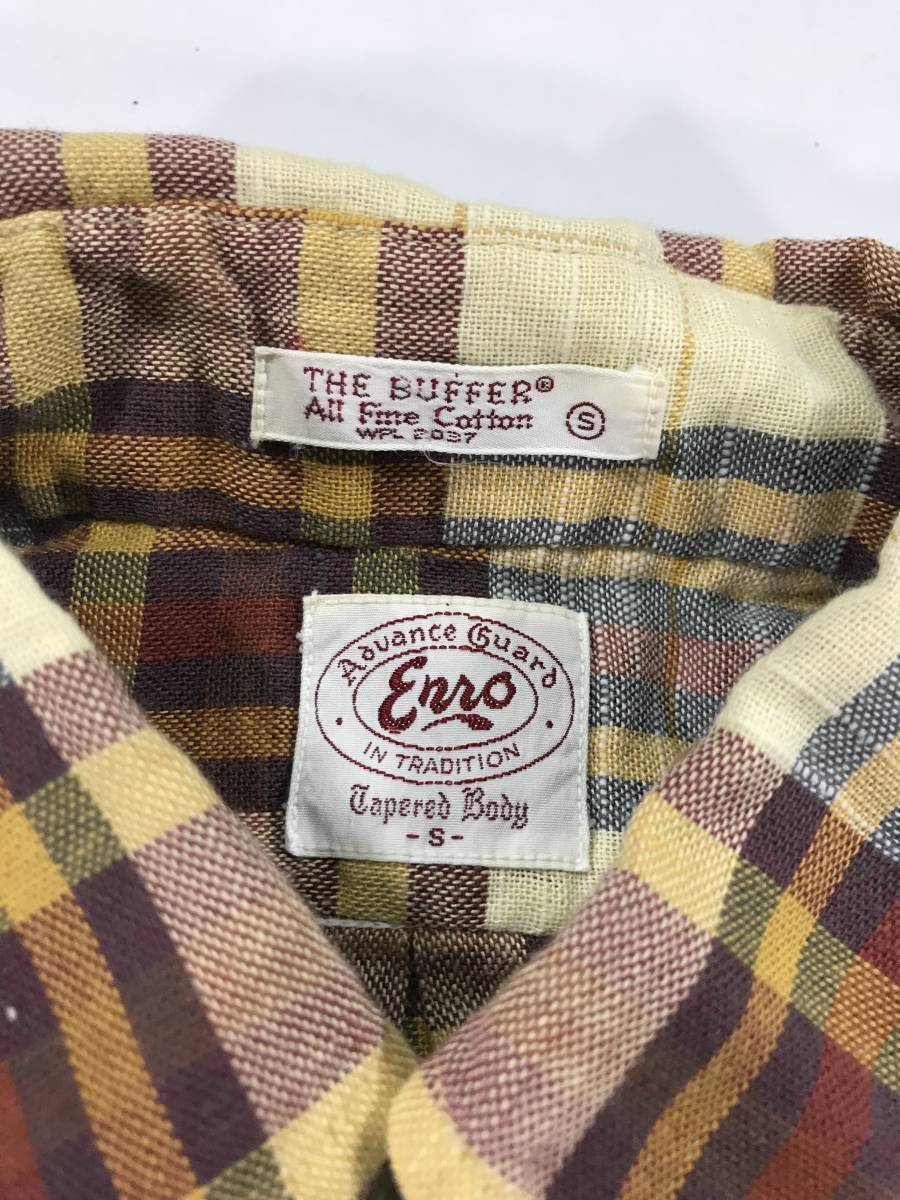 THE BUFFER®
All Fine Cotton
WPL 2037
S
Advance Guard
Enro
IN TRADITION
Tapered Body
-S-